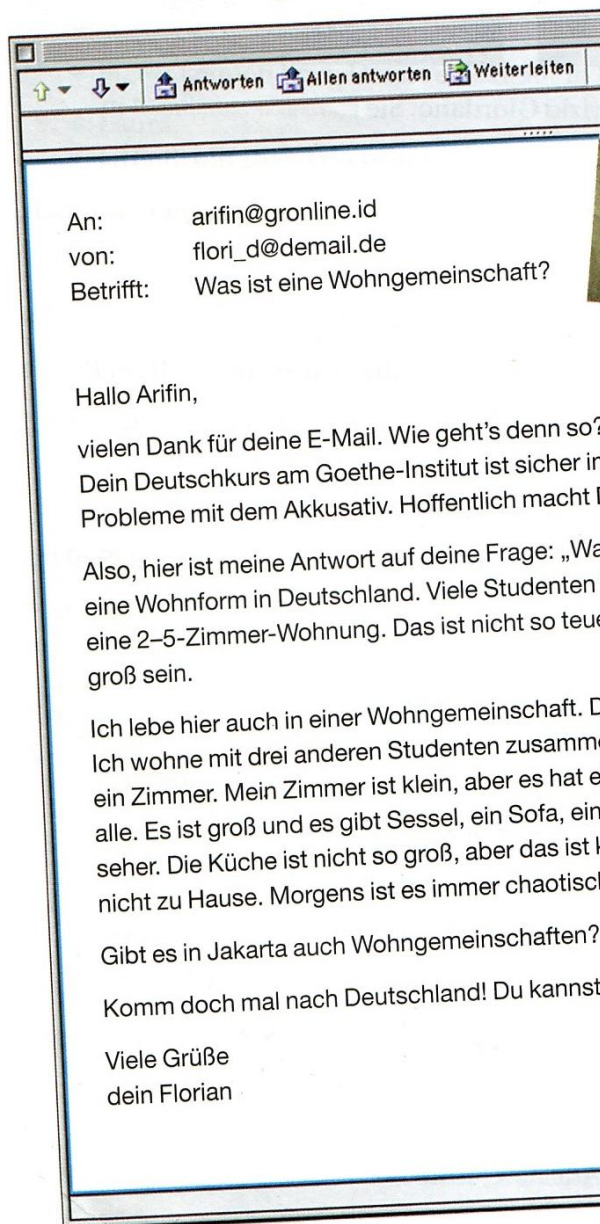 Antworten Allen antworten Weiterleiten
An: arifin@gronline.id
von: flori_d@demail.de
Betrifft: Was ist eine Wohngemeinschaft?
Hallo Arifin,
vielen Dank für deine E-Mail. Wie geht's denn so?
Dein Deutschkurs am Goethe-Institut ist sicher
Probleme mit dem Akkusativ. Hoffentlich macht
Also, hier ist meine Antwort auf deine Frage:
eine Wohnform in Deutschland. Viele Studenten
eine 2–5-Zimmer-Wohnung. Das ist nicht so
groß sein.
Ich lebe hier auch in einer Wohngemeinschaft.
Ich wohne mit drei anderen Studenten
ein Zimmer. Mein Zimmer ist klein, aber es hat
alle. Es ist groß und es gibt Sessel, ein Sofa, ein
seher. Die Küche ist nicht so groß, aber das ist
nicht zu Hause. Morgens ist es immer chaotisch
Gibt es in Jakarta auch Wohngemeinschaften?
Komm doch mal nach Deutschland! Du kannst
Viele Grüße
dein Florian